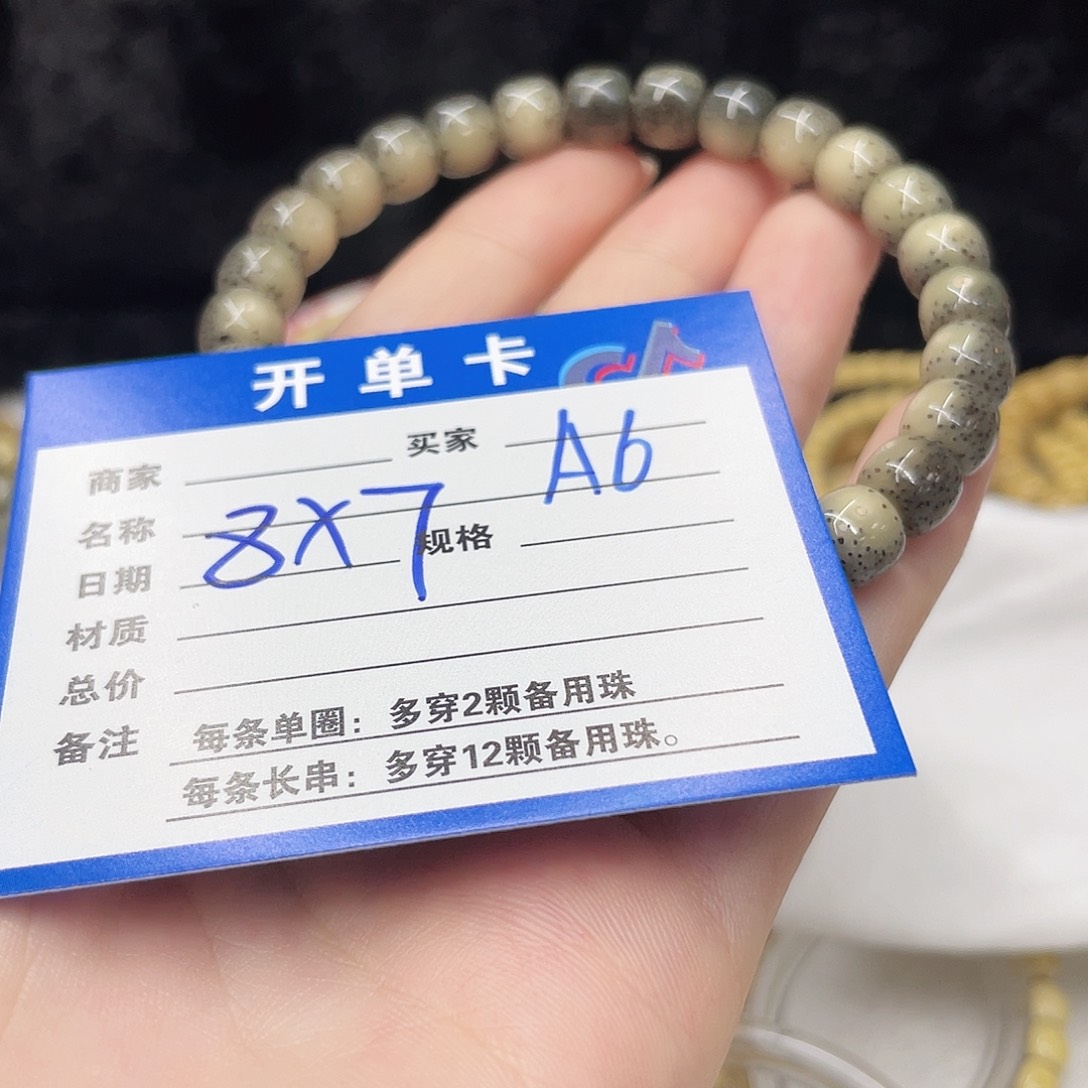 开单卡
商家 买家 A6
名称 8X7 规格
日期
材质
总价
备注 每条单圈：多穿2颗备用珠
每条长串：多穿12颗备用珠。